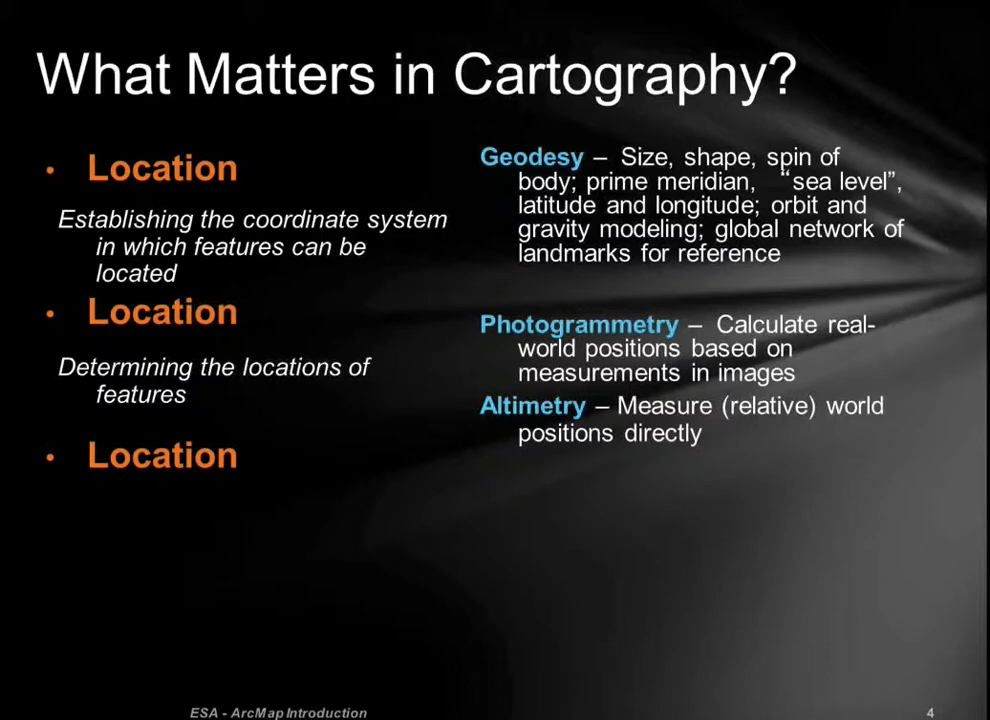 What Matters in Cartography?
• Location
Establishing the coordinate system
in which features can be
located
• Location
Determining the locations of
features
• Location
Geodesy – Size, shape, spin of
body; prime meridian, “sea level”,
latitude and longitude; orbit and
gravity modeling; global network of
landmarks for reference
Photogrammetry – Calculate real-
world positions based on
measurements in images
Altimetry – Measure (relative) world
positions directly
ESA - ArcMap Introduction
4